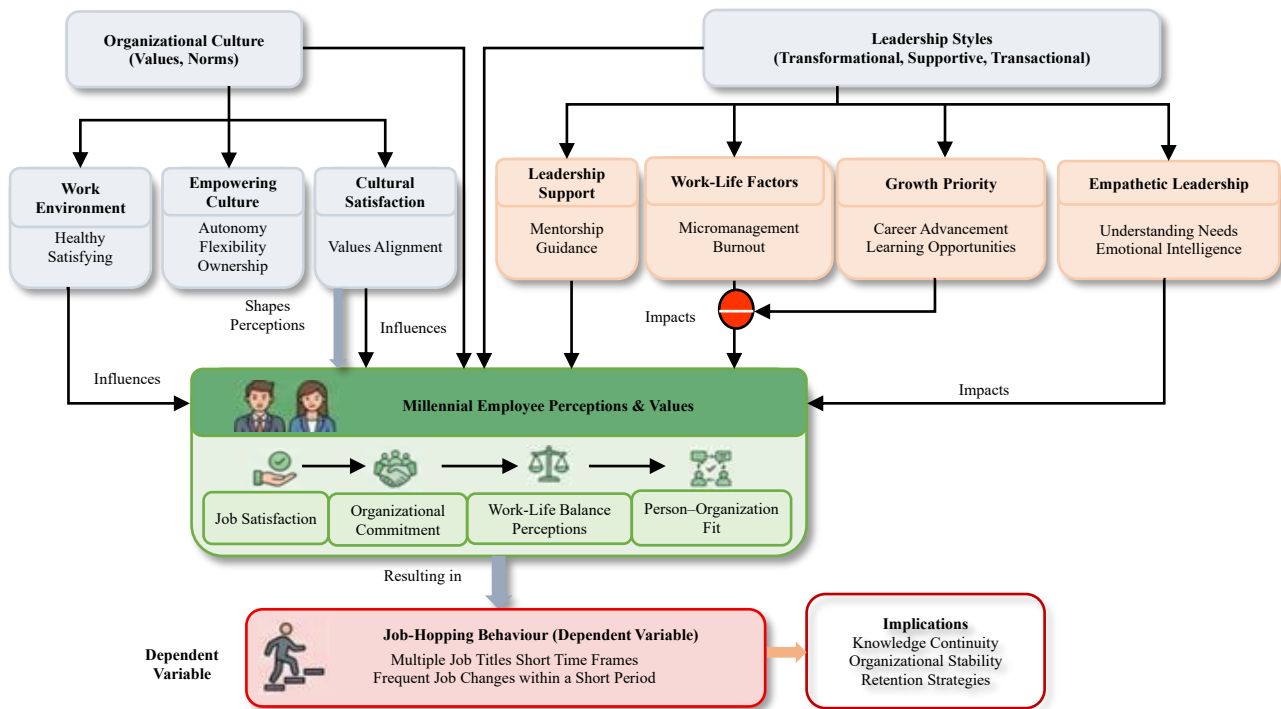 Organizational Culture
(Values, Norms)
Leadership Styles
(Transformational, Supportive, Transactional)
Work
Environment
Healthy
Satisfying
Empowering
Culture
Autonomy
Flexibility
Ownership
Cultural
Satisfaction
Values Alignment
Leadership
Support
Mentorship
Guidance
Work-Life Factors
Micromanagement
Burnout
Growth Priority
Career Advancement
Learning Opportunities
Empathetic Leadership
Understanding Needs
Emotional Intelligence
Shapes
Perceptions
Influences
Impacts
Influences
Impacts
Millennial Employee Perceptions & Values
Job Satisfaction
Organizational
Commitment
Work-Life Balance
Perceptions
Person–Organization
Fit
Resulting in
Dependent
Variable
Job-Hopping Behaviour (Dependent Variable)
Multiple Job Titles Short Time Frames
Frequent Job Changes within a Short Period
Implications
Knowledge Continuity
Organizational Stability
Retention Strategies